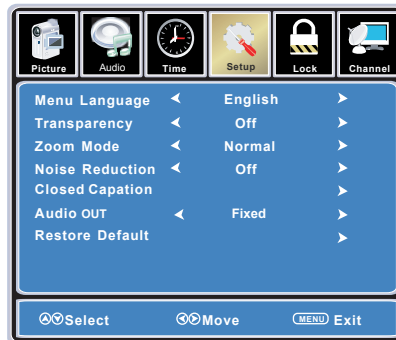 Picture Audio Time Setup Lock Channel
Menu Language English
Transparency Off
Zoom Mode Normal
Noise Reduction Off
Closed Capation
Audio OUT Fixed
Restore Default
Select Move MENU Exit